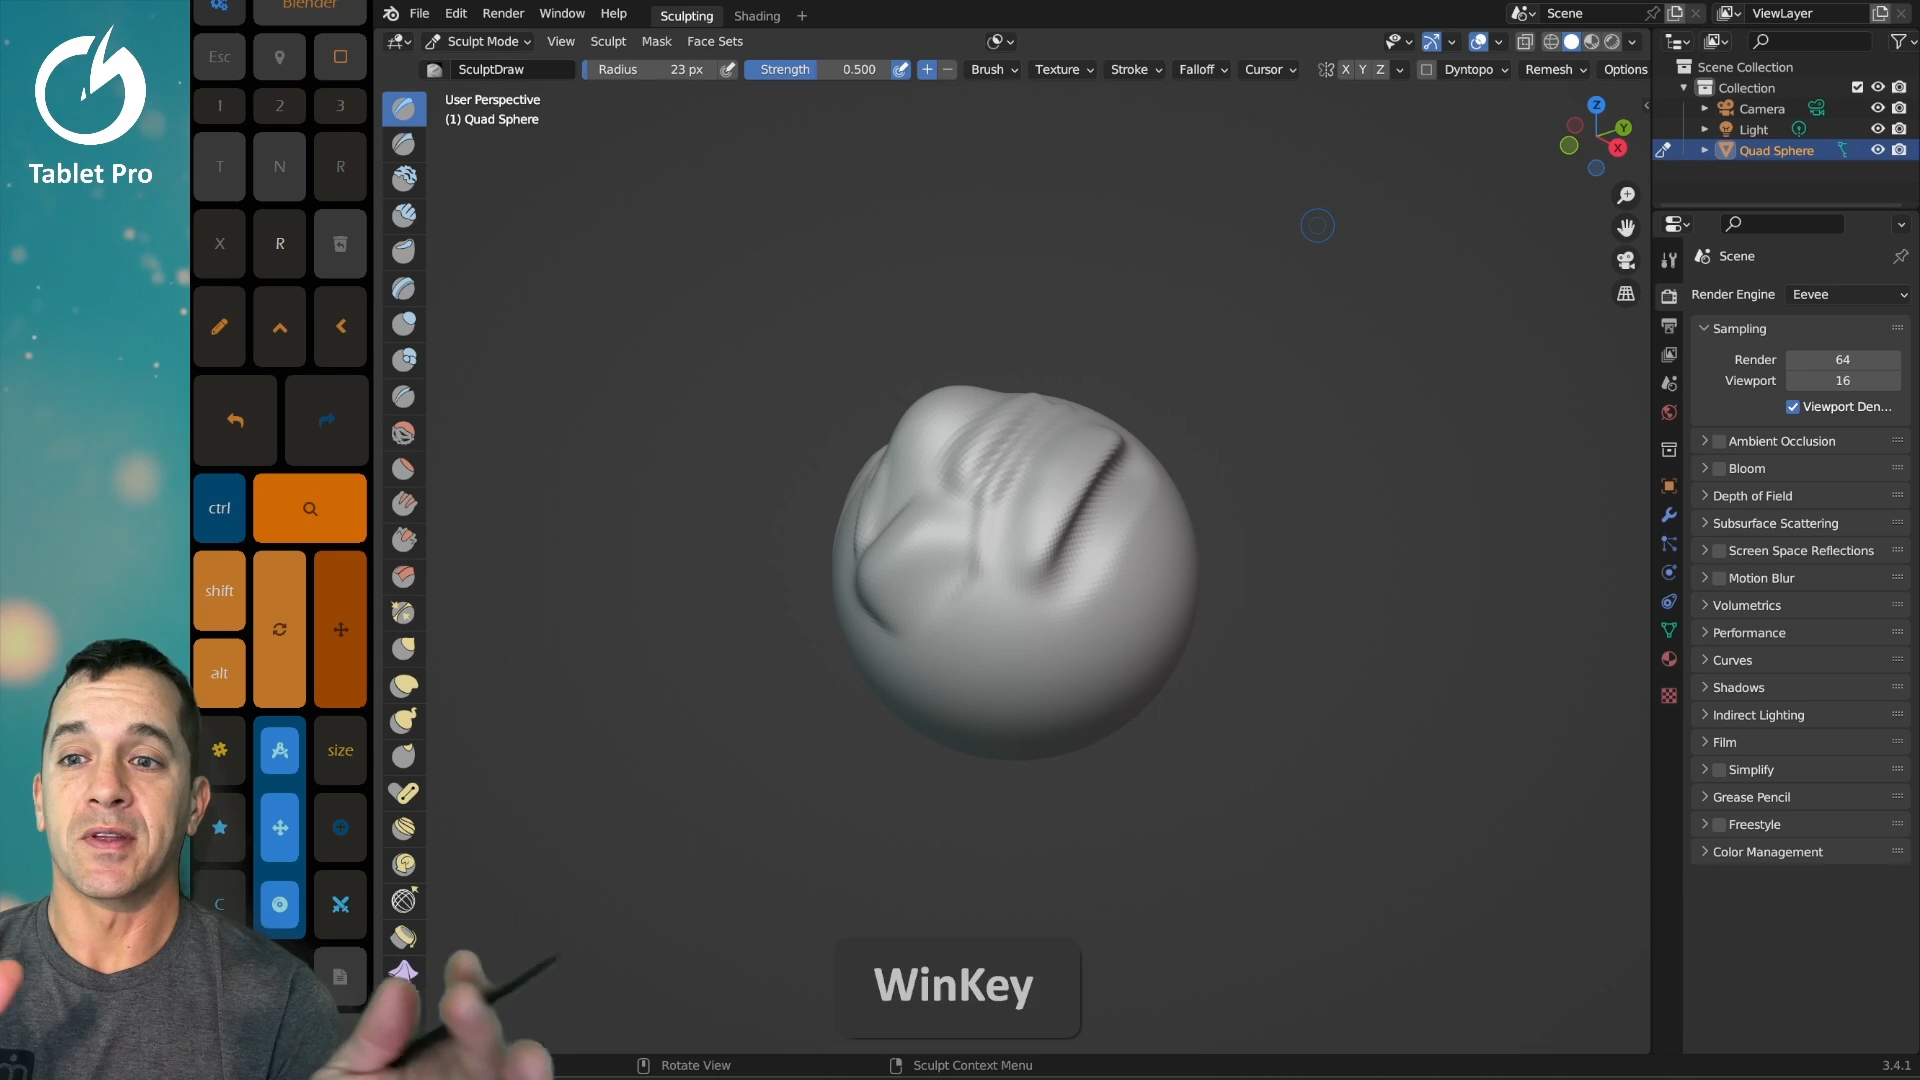 Blender
File Edit Render Window Help Sculpting Shading + Scene ViewLayer
Sculpt Mode View Sculpt Mask Face Sets
SculptDraw Radius 23 px Strength 0.500 + − Brush Texture Stroke Falloff Cursor X Y Z Dyntopo Remesh Options
User Perspective
(1) Quad Sphere
Scene Collection
Collection
Camera
Light
Quad Sphere
Z
Y
X
Scene
Render Engine Eevee
Sampling
Render 64
Viewport 16
Viewport Den...
Ambient Occlusion
Bloom
Depth of Field
Subsurface Scattering
Screen Space Reflections
Motion Blur
Volumetrics
Performance
Curves
Shadows
Indirect Lighting
Film
Simplify
Grease Pencil
Freestyle
Color Management
Tablet Pro
Esc
1 2 3
T N R
X R
ctrl
shift
alt
size
C
WinKey
Rotate View Sculpt Context Menu 3.4.1